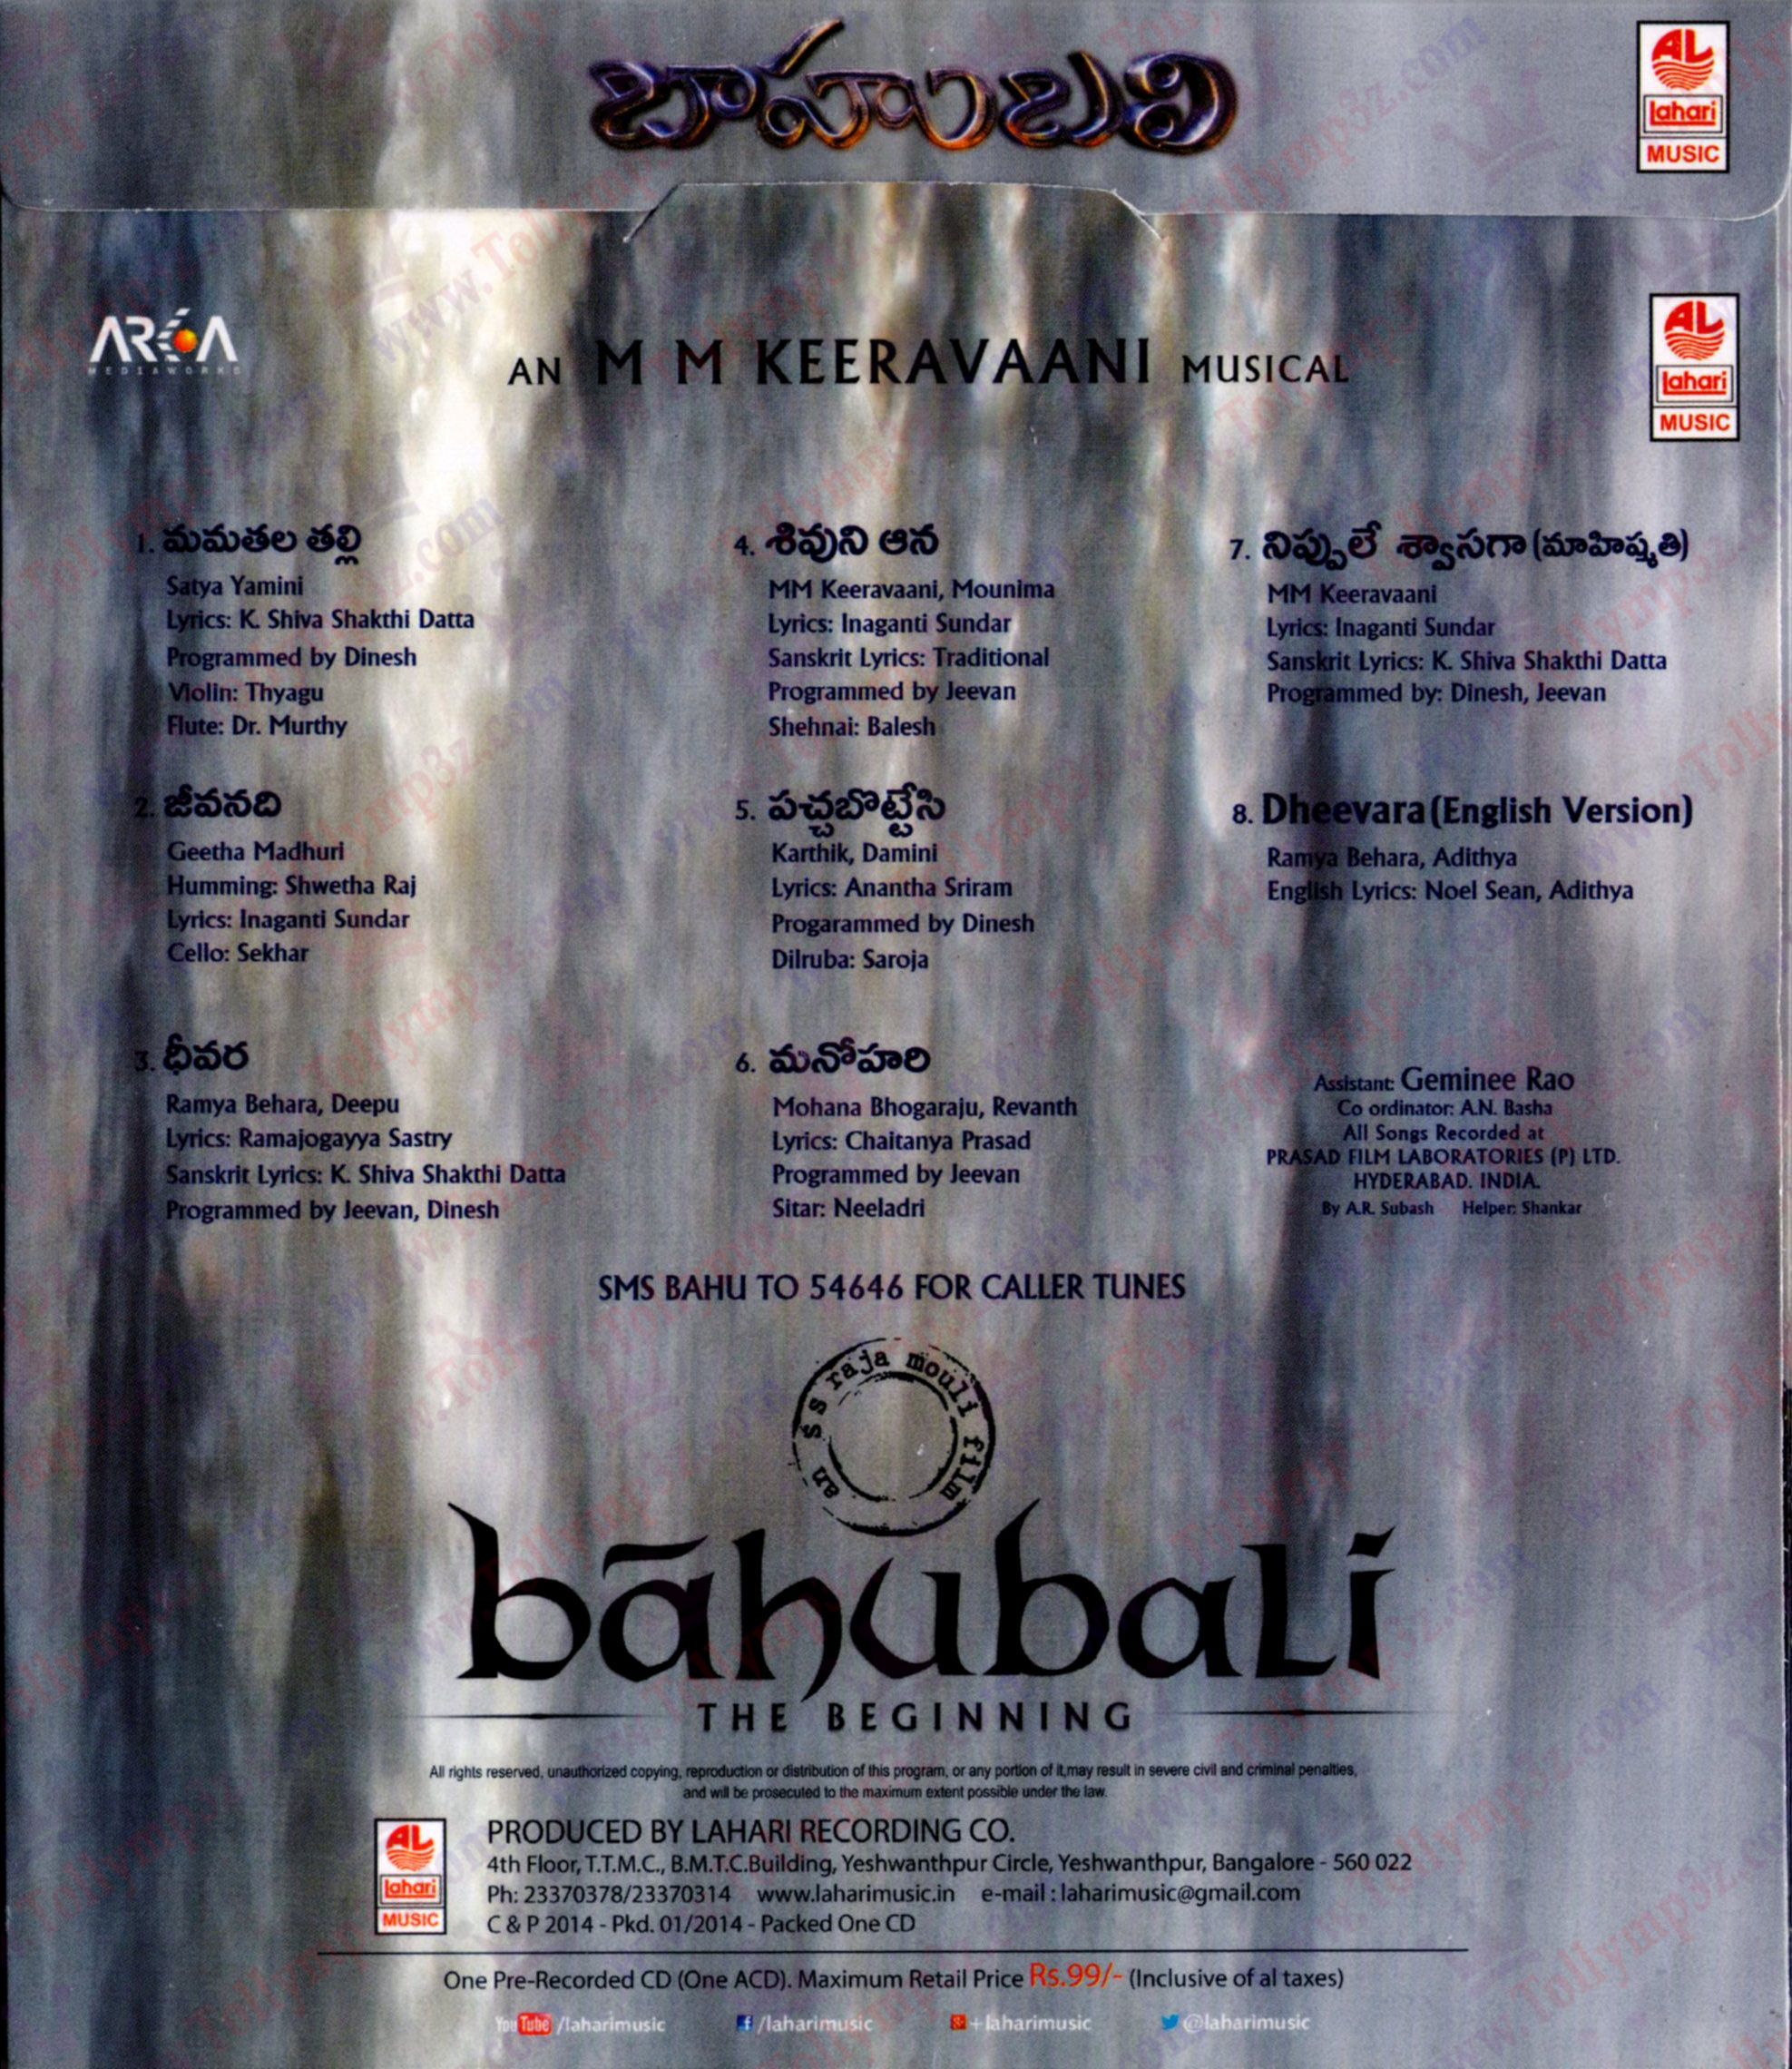 బాహుబలి
AL
lahari
MUSIC
ARKA
MEDIAWORKS
AN M M KEERAVAANI MUSICAL
AL
lahari
MUSIC
1. మమతల తల్లి
Satya Yamini
Lyrics: K. Shiva Shakthi Datta
Programmed by Dinesh
Violin: Thyagu
Flute: Dr. Murthy
2. జీవనది
Geetha Madhuri
Humming: Shwetha Raj
Lyrics: Inaganti Sundar
Cello: Sekhar
3. ధీవర
Ramya Behara, Deepu
Lyrics: Ramajogayya Sastry
Sanskrit Lyrics: K. Shiva Shakthi Datta
Programmed by Jeevan, Dinesh
4. శివుని ఆన
MM Keeravaani, Mounima
Lyrics: Inaganti Sundar
Sanskrit Lyrics: Traditional
Programmed by Jeevan
Shehnai: Balesh
5. పచ్చబొట్టేసి
Karthik, Damini
Lyrics: Anantha Sriram
Progarammed by Dinesh
Dilruba: Saroja
6. మనోహరి
Mohana Bhogaraju, Revanth
Lyrics: Chaitanya Prasad
Programmed by Jeevan
Sitar: Neeladri
7. నిప్పులే శ్వాసగా (మాహిష్మతి)
MM Keeravaani
Lyrics: Inaganti Sundar
Sanskrit Lyrics: K. Shiva Shakthi Datta
Programmed by: Dinesh, Jeevan
8. Dheevara (English Version)
Ramya Behara, Adithya
English Lyrics: Noel Sean, Adithya
Assistant: Geminee Rao
Co ordinator: A.N. Basha
All Songs Recorded at
PRASAD FILM LABORATORIES (P) LTD.
HYDERABAD. INDIA.
By A.R. Subash Helper: Shankar
SMS BAHU TO 54646 FOR CALLER TUNES
an ss raja mouli film
bāhubali
THE BEGINNING
All rights reserved, unauthorized copying, reproduction or distribution of this program, or any portion of it,may result in severe civil and criminal penalties,
and will be prosecuted to the maximum extent possible under the law.
AL
lahari
MUSIC
PRODUCED BY LAHARI RECORDING CO.
4th Floor, T.T.M.C., B.M.T.C.Building, Yeshwanthpur Circle, Yeshwanthpur, Bangalore - 560 022
Ph: 23370378/23370314 www.laharimusic.in e-mail : laharimusic@gmail.com
C & P 2014 - Pkd. 01/2014 - Packed One CD
One Pre-Recorded CD (One ACD). Maximum Retail Price Rs.99/- (Inclusive of al taxes)
YouTube /laharimusic f /laharimusic +laharimusic @laharimusic
www.Tollymp3z.com